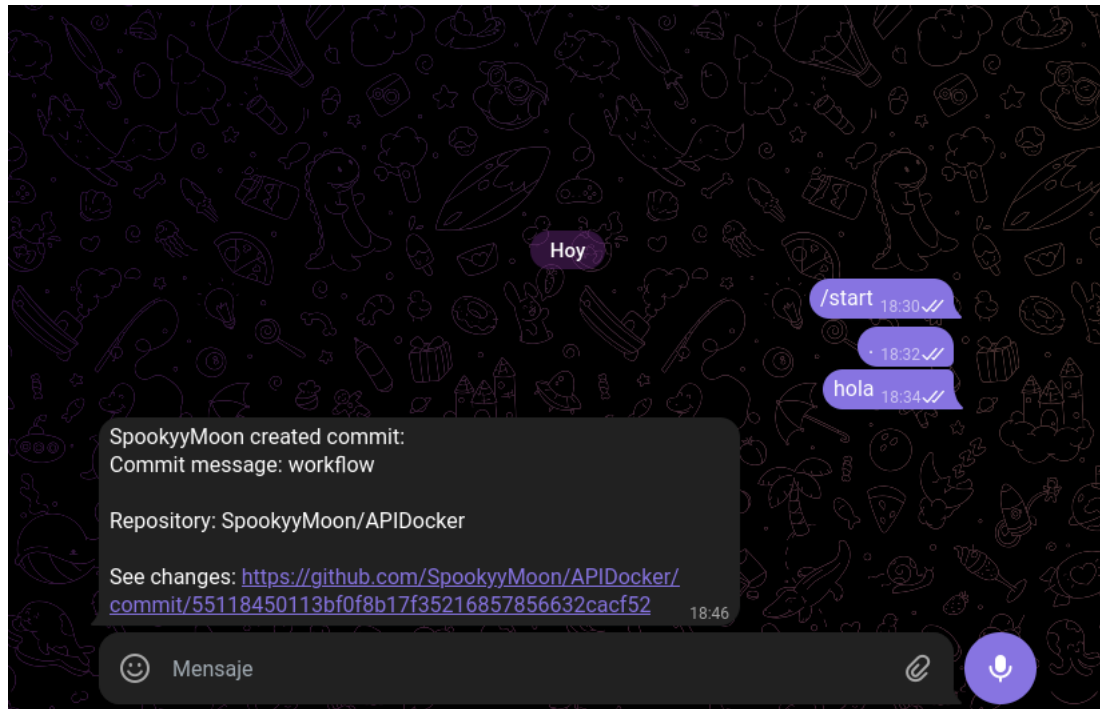 Hoy
/start 18:30
. 18:32
hola 18:34
SpookyyMoon created commit:
Commit message: workflow
Repository: SpookyyMoon/APIDocker
See changes: https://github.com/SpookyyMoon/APIDocker/
commit/55118450113bf0f8b17f35216857856632cacf52 18:46
Mensaje